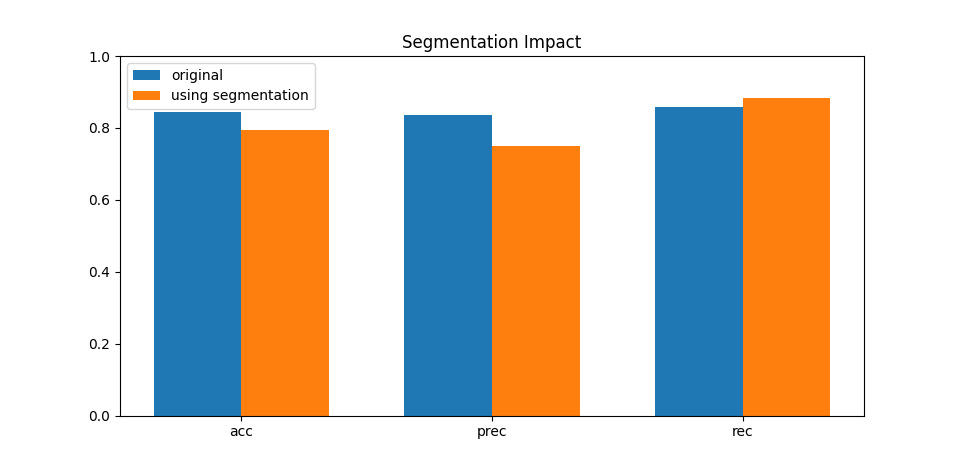 Segmentation Impact
1.0
0.8
0.6
0.4
0.2
0.0
original
using segmentation
acc
prec
rec